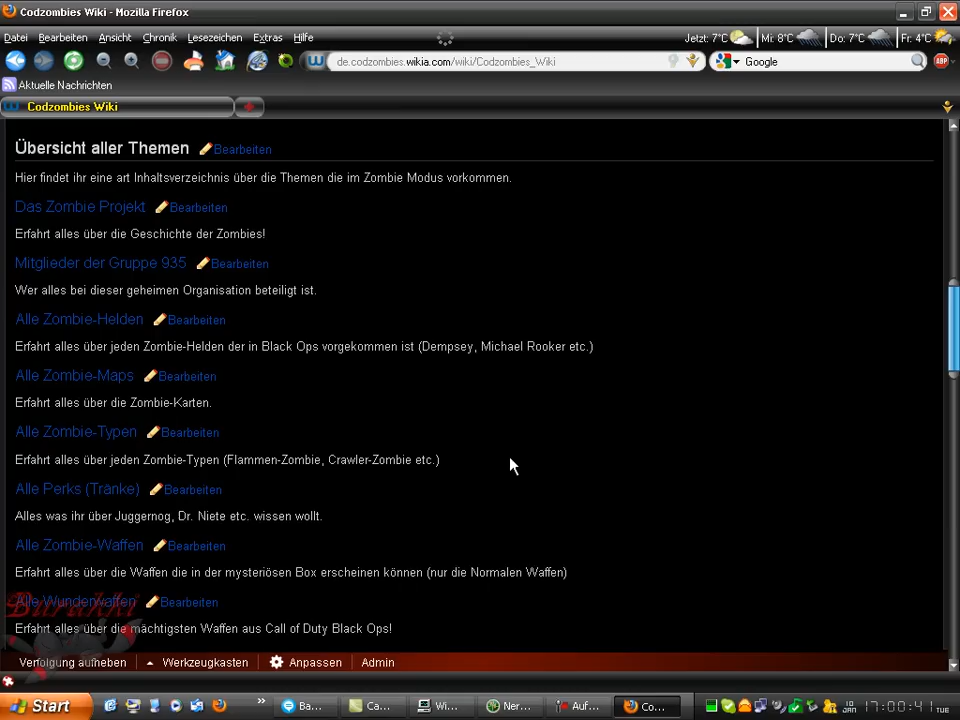 Codzombies Wiki - Mozilla Firefox
Datei Bearbeiten Ansicht Chronik Lesezeichen Extras Hilfe
Jetzt: 7°C Mi: 8°C Do: 7°C Fr: 4°C
de.codzombies.wikia.com/wiki/Codzombies_Wiki
Google
ABP
Aktuelle Nachrichten
Codzombies Wiki
Übersicht aller Themen Bearbeiten
Hier findet ihr eine art Inhaltsverzeichnis über die Themen die im Zombie Modus vorkommen.
Das Zombie Projekt Bearbeiten
Erfahrt alles über die Geschichte der Zombies!
Mitglieder der Gruppe 935 Bearbeiten
Wer alles bei dieser geheimen Organisation beteiligt ist.
Alle Zombie-Helden Bearbeiten
Erfahrt alles über jeden Zombie-Helden der in Black Ops vorgekommen ist (Dempsey, Michael Rooker etc.)
Alle Zombie-Maps Bearbeiten
Erfahrt alles über die Zombie-Karten.
Alle Zombie-Typen Bearbeiten
Erfahrt alles über jeden Zombie-Typen (Flammen-Zombie, Crawler-Zombie etc.)
Alle Perks (Tränke) Bearbeiten
Alles was ihr über Juggernog, Dr. Niete etc. wissen wollt.
Alle Zombie-Waffen Bearbeiten
Erfahrt alles über die Waffen die in der mysteriösen Box erscheinen können (nur die Normalen Waffen)
Alle Wunderwaffen Bearbeiten
Erfahrt alles über die mächtigsten Waffen aus Call of Duty Black Ops!
Verfolgung aufheben Werkzeugkasten Anpassen Admin
Start Ba... Ca... Wi... Ner... Auf... Co... 17:00:41 TUE